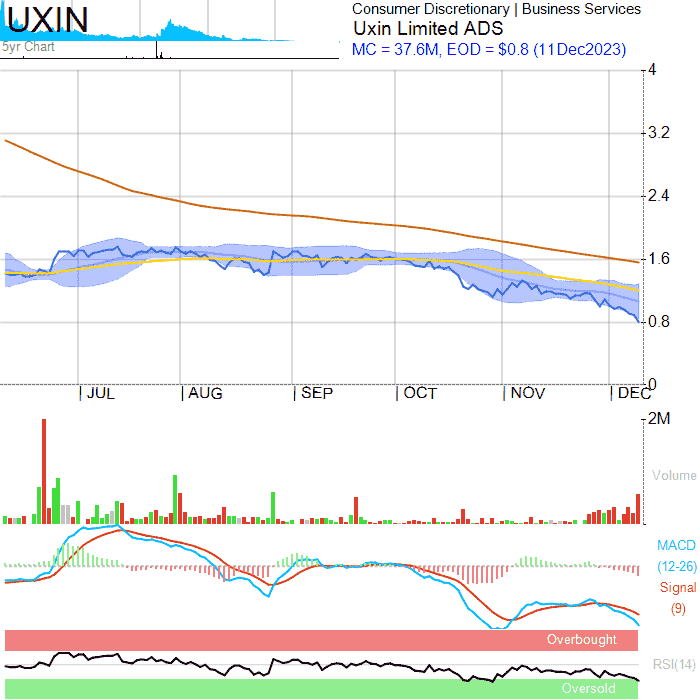 UXIN
5yr Chart
Consumer Discretionary | Business Services
Uxin Limited ADS
MC = 37.6M, EOD = $0.8 (11Dec2023)
4
3.2
2.4
1.6
0.8
0
| JUL | AUG | SEP | OCT | NOV | DEC
2M
Volume
MACD
(12-26)
Signal
(9)
Overbought
RSI(14)
Oversold